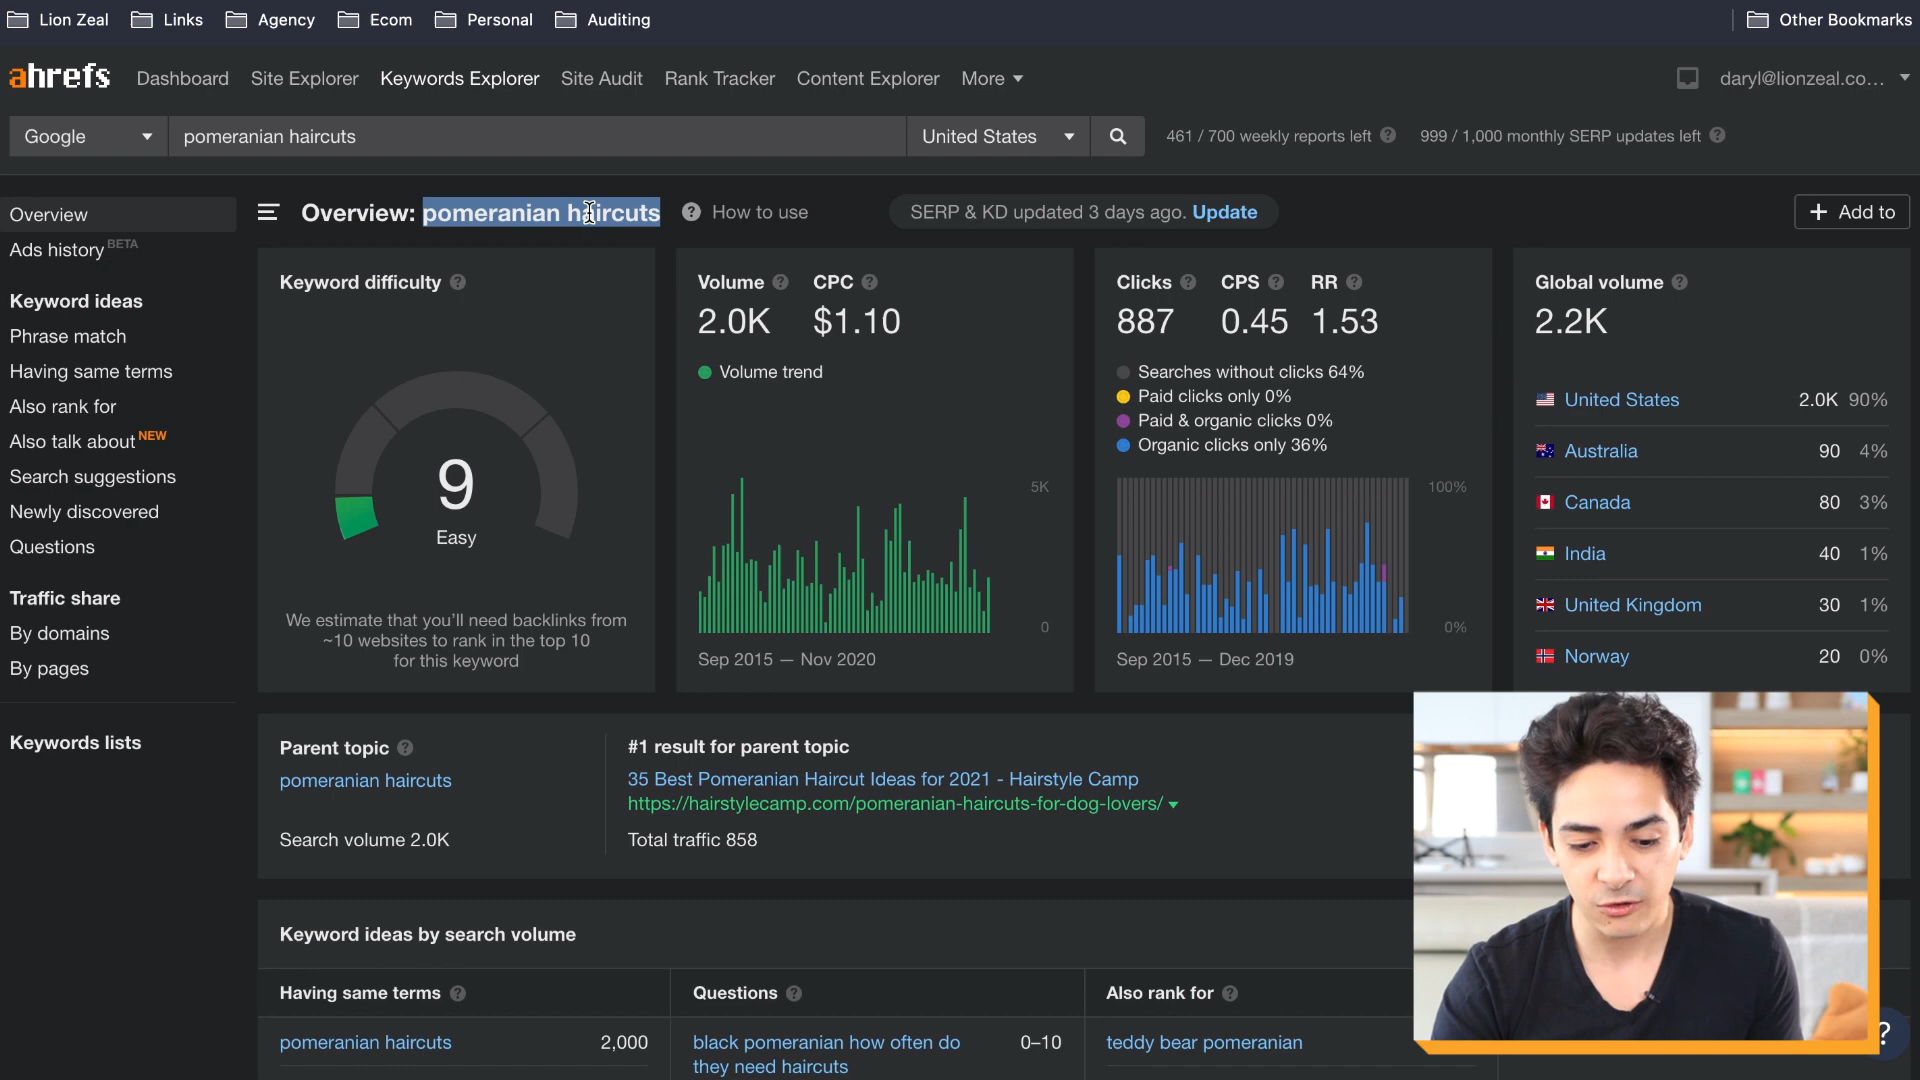 Lion Zeal Links Agency Ecom Personal Auditing Other Bookmarks
ahrefs Dashboard Site Explorer Keywords Explorer Site Audit Rank Tracker Content Explorer More daryl@lionzeal.co...
Google pomeranian haircuts United States 461 / 700 weekly reports left ? 999 / 1,000 monthly SERP updates left ?
Overview
Ads history BETA
Keyword ideas
Phrase match
Having same terms
Also rank for
Also talk about NEW
Search suggestions
Newly discovered
Questions
Traffic share
By domains
By pages
Keywords lists
Overview: pomeranian haircuts ? How to use SERP & KD updated 3 days ago. Update + Add to
Keyword difficulty ?
9
Easy
We estimate that you'll need backlinks from
~10 websites to rank in the top 10
for this keyword
Volume ? CPC ?
2.0K $1.10
Volume trend
5K
0
Sep 2015 — Nov 2020
Clicks ? CPS ? RR ?
887 0.45 1.53
Searches without clicks 64%
Paid clicks only 0%
Paid & organic clicks 0%
Organic clicks only 36%
100%
0%
Sep 2015 — Dec 2019
Global volume ?
2.2K
United States 2.0K 90%
Australia 90 4%
Canada 80 3%
India 40 1%
United Kingdom 30 1%
Norway 20 0%
Parent topic ?
pomeranian haircuts
Search volume 2.0K
#1 result for parent topic
35 Best Pomeranian Haircut Ideas for 2021 - Hairstyle Camp
https://hairstylecamp.com/pomeranian-haircuts-for-dog-lovers/
Total traffic 858
Keyword ideas by search volume
Having same terms ? Questions ? Also rank for ?
pomeranian haircuts 2,000
black pomeranian how often do 0–10
they need haircuts
teddy bear pomeranian
?